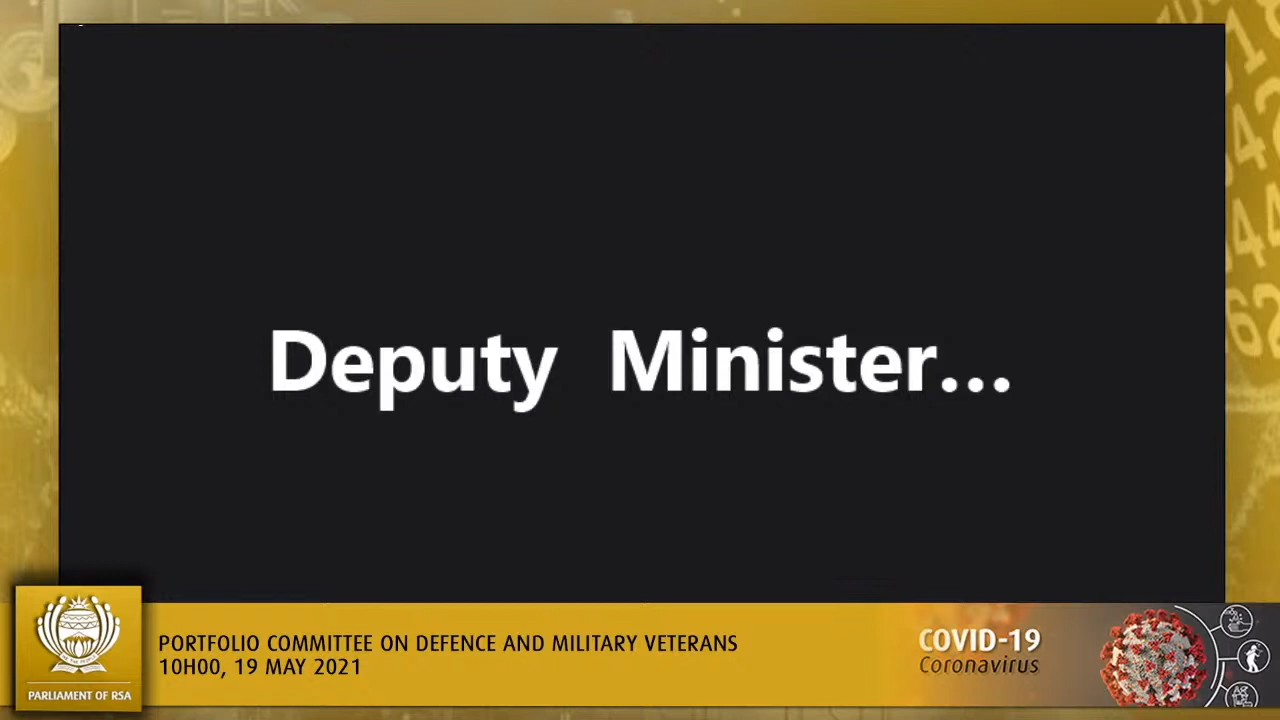 Deputy Minister...
PORTFOLIO COMMITTEE ON DEFENCE AND MILITARY VETERANS
10H00, 19 MAY 2021
PARLIAMENT OF RSA
COVID-19
Coronavirus